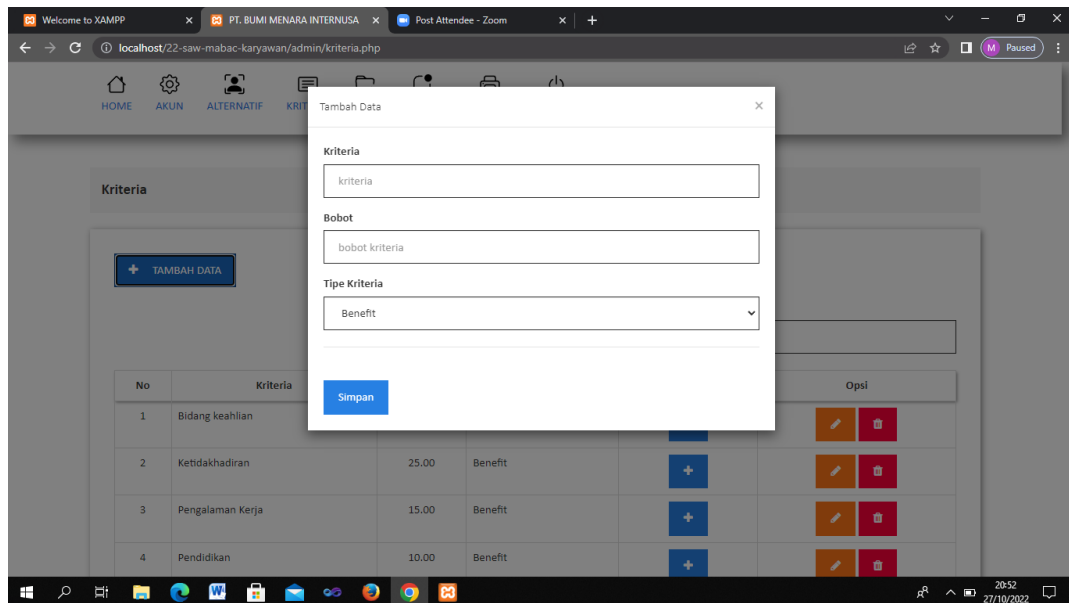 Welcome to XAMPP
PT. BUMI MENARA INTERNUSA
Post Attendee - Zoom
localhost/22-saw-mabac-karyawan/admin/kriteria.php
M Paused
HOME AKUN ALTERNATIF KRIT
Tambah Data
Kriteria
kriteria
Bobot
bobot kriteria
Tipe Kriteria
Benefit
Simpan
Kriteria
TAMBAH DATA
No Kriteria Opsi
1 Bidang keahlian
2 Ketidakhadiran 25.00 Benefit
3 Pengalaman Kerja 15.00 Benefit
4 Pendidikan 10.00 Benefit
20:52
27/10/2022